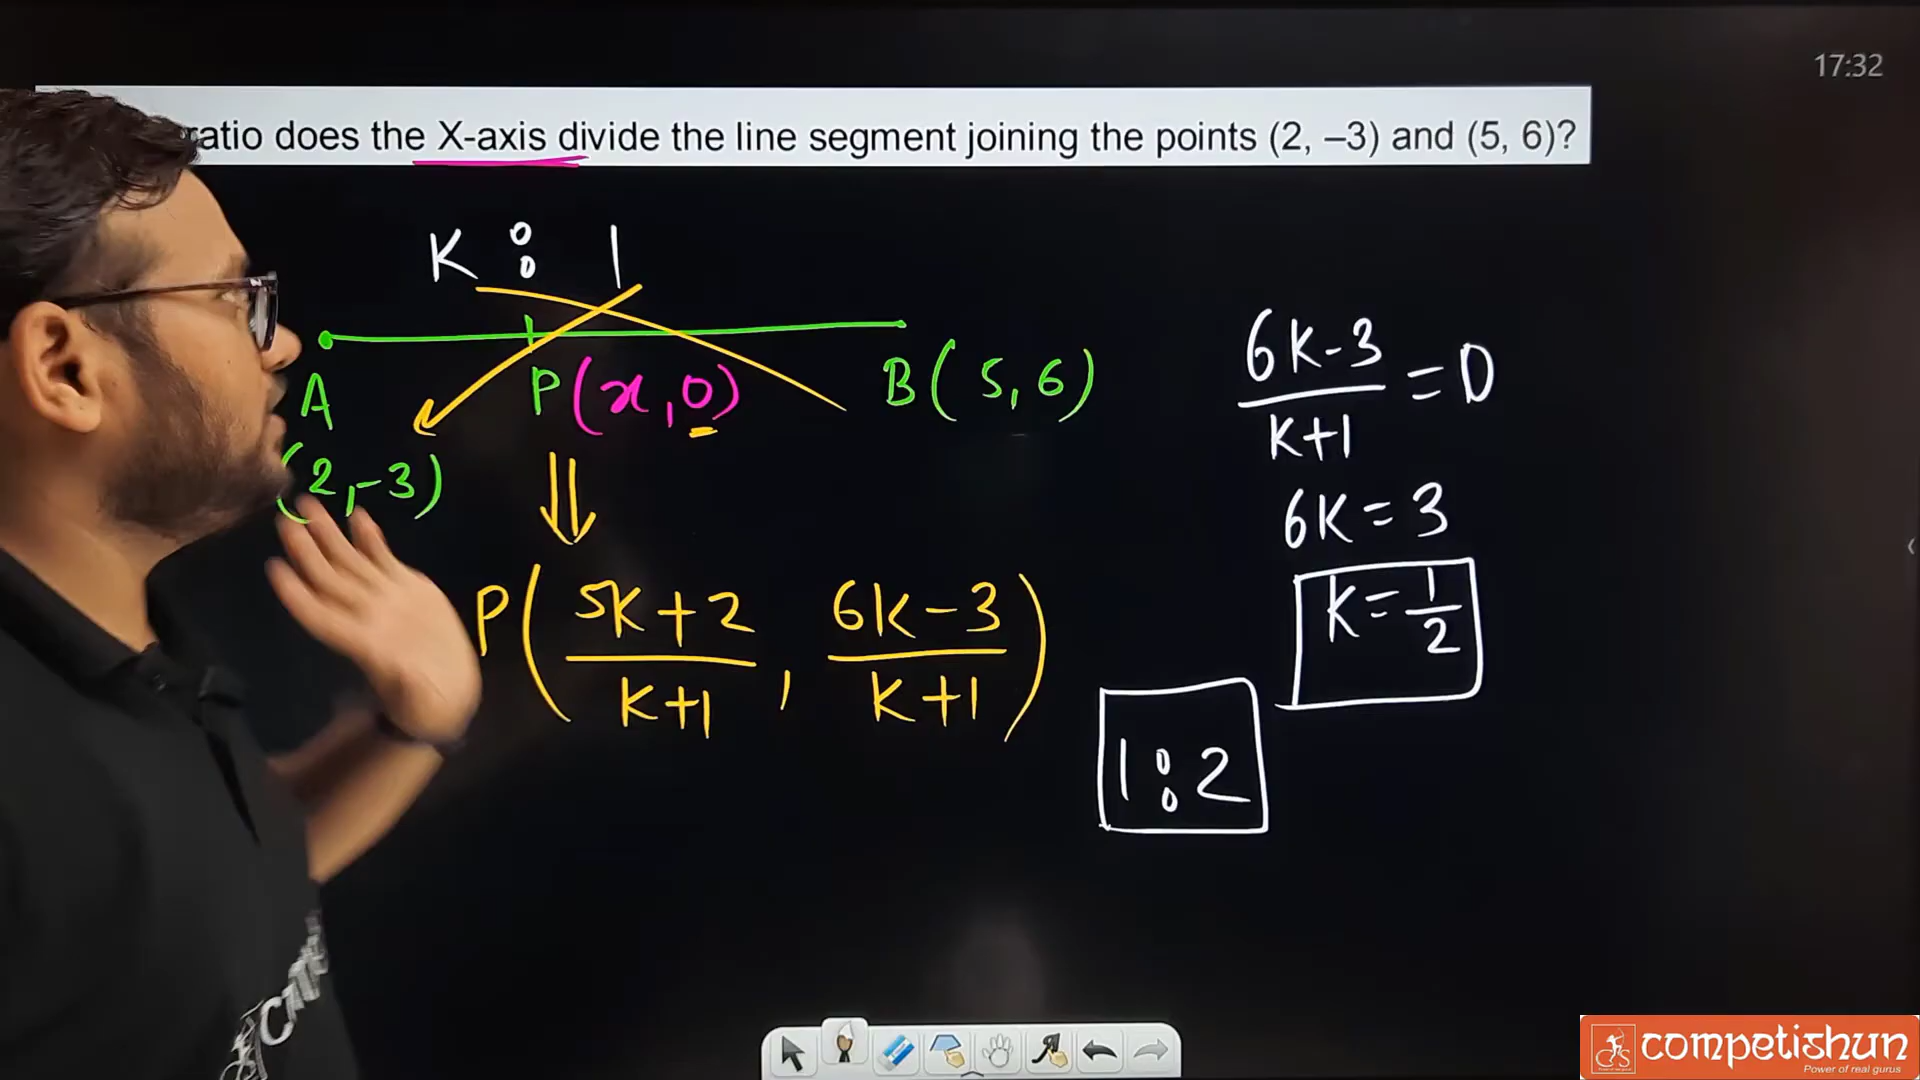 17:32
ratio does the X-axis divide the line segment joining the points (2, –3) and (5, 6)?
K : 1
A
P(x,0)
B(5,6)
(2,-3)
P(5K+2/K+1, 6K-3/K+1)
6K-3/K+1 = 0
6K = 3
K = 1/2
1:2
competishun
Power of real gurus